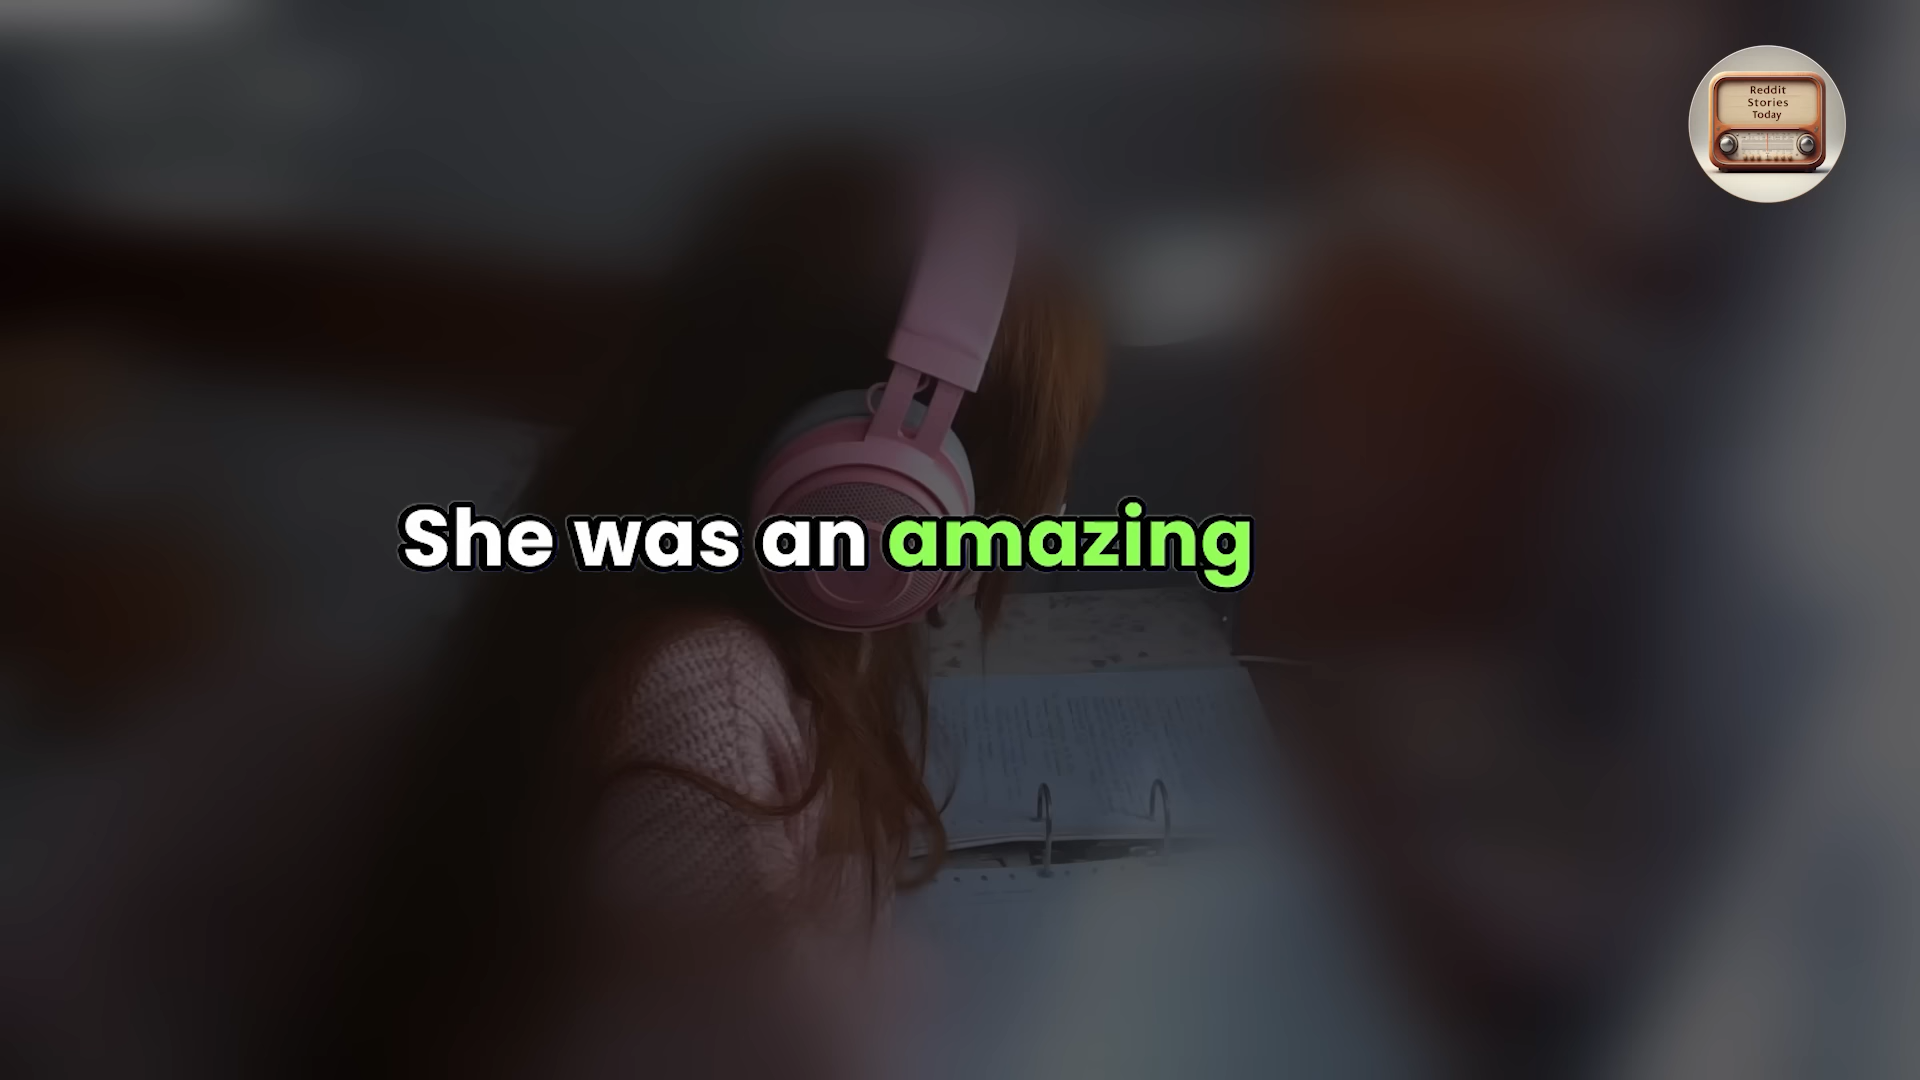 Reddit
Stories
Today
She was an amazing